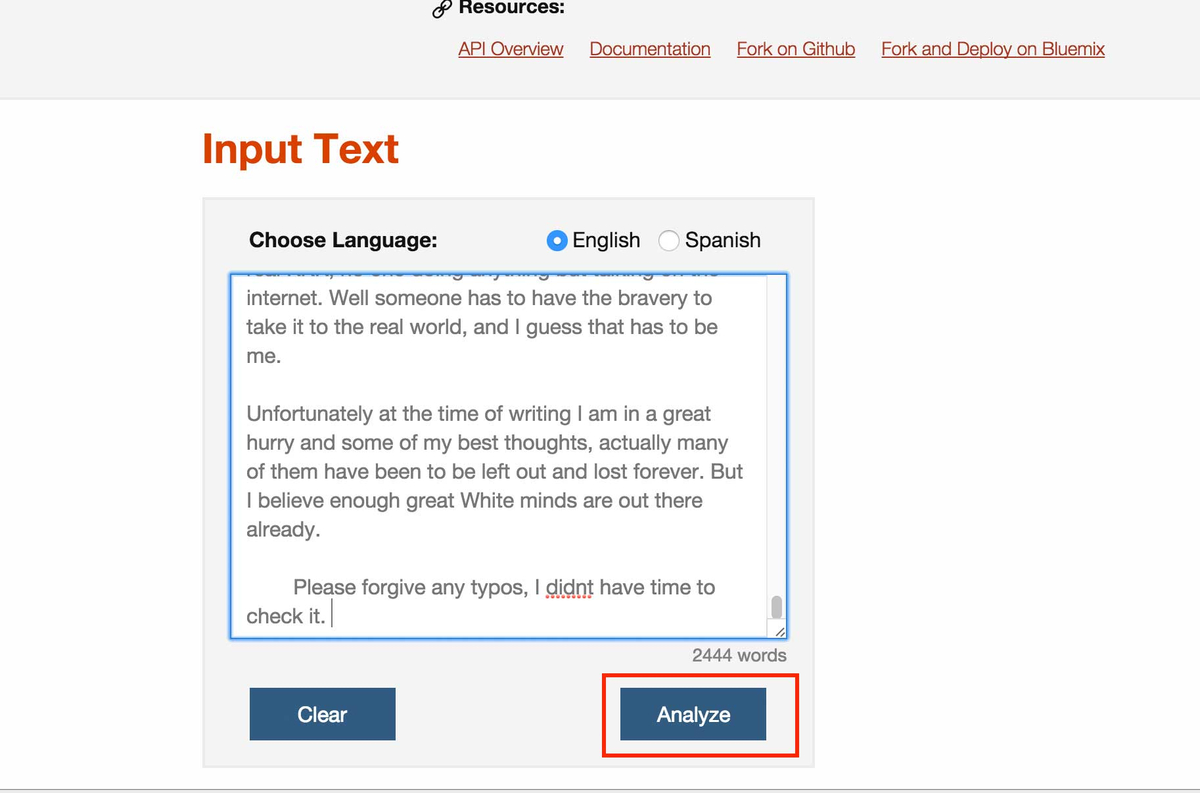 Resources:
API Overview Documentation Fork on Github Fork and Deploy on Bluemix
Input Text
Choose Language: English Spanish
internet. Well someone has to have the bravery to
take it to the real world, and I guess that has to be
me.
Unfortunately at the time of writing I am in a great
hurry and some of my best thoughts, actually many
of them have been to be left out and lost forever. But
I believe enough great White minds are out there
already.
Please forgive any typos, I didnt have time to
check it.
2444 words
Clear Analyze